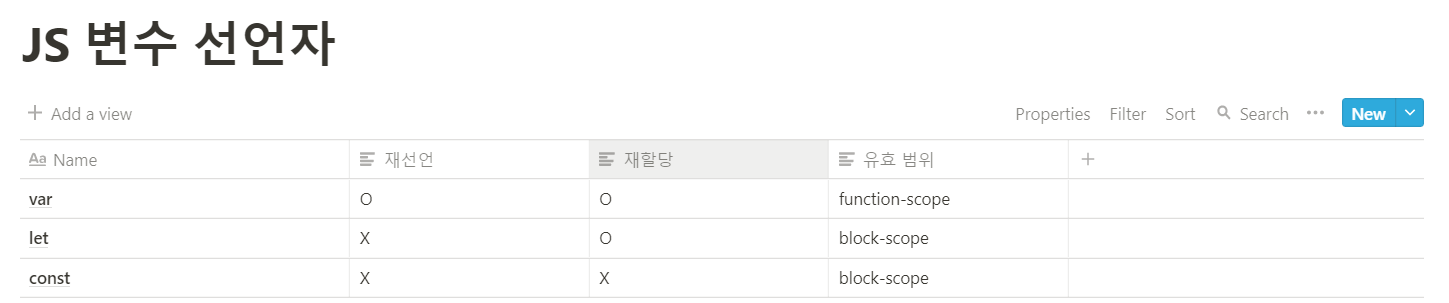 JS 변수 선언자
+ Add a view Properties Filter Sort Search ••• New
Aa Name 재선언 재할당 유효 범위 +
var O O function-scope
let X O block-scope
const X X block-scope